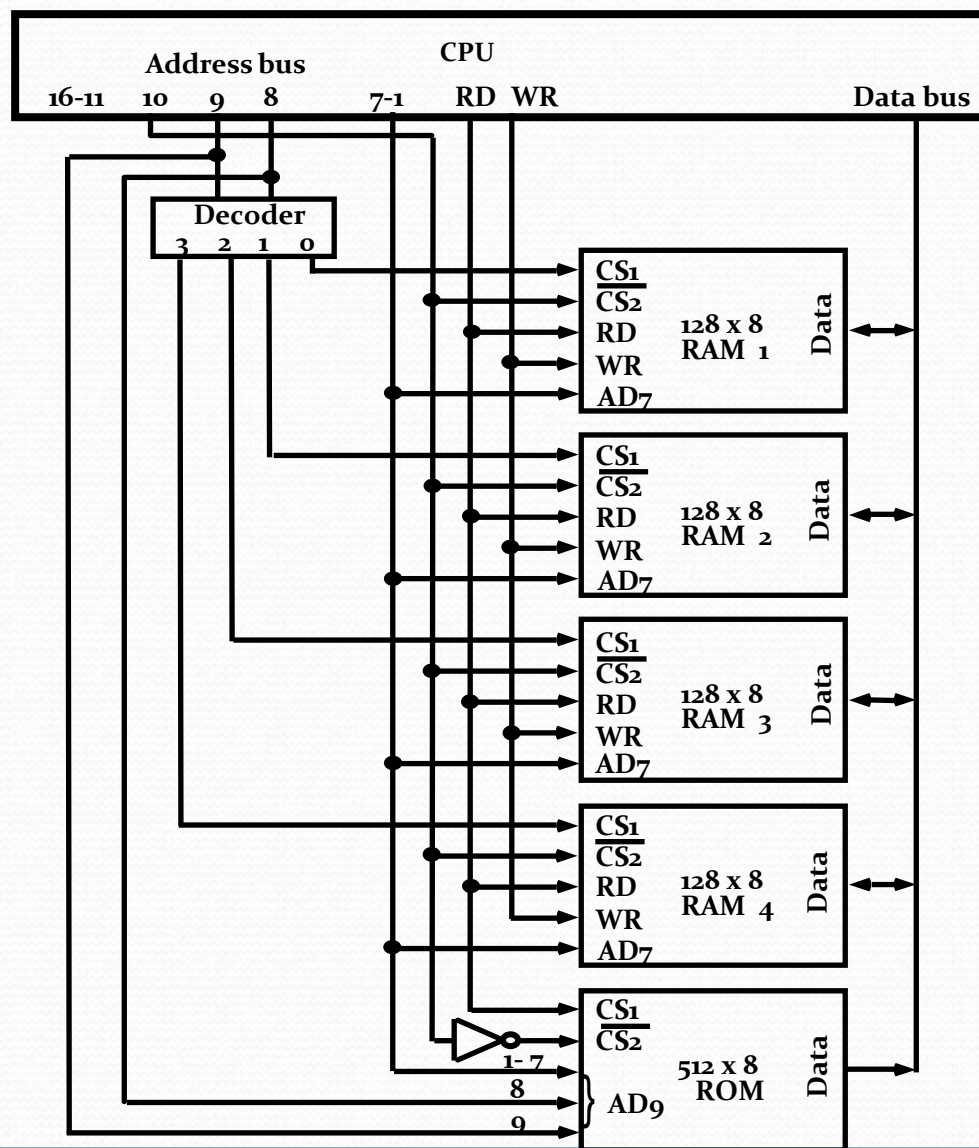 CPU
Address bus
16-11 10 9 8 7-1 RD WR Data bus
Decoder
3 2 1 0
CS1
CS2
RD
WR
AD7
128 x 8
RAM 1
Data
CS1
CS2
RD
WR
AD7
128 x 8
RAM 2
Data
CS1
CS2
RD
WR
AD7
128 x 8
RAM 3
Data
CS1
CS2
RD
WR
AD7
128 x 8
RAM 4
Data
CS1
CS2
1- 7
8
9
} AD9
512 x 8
ROM
Data